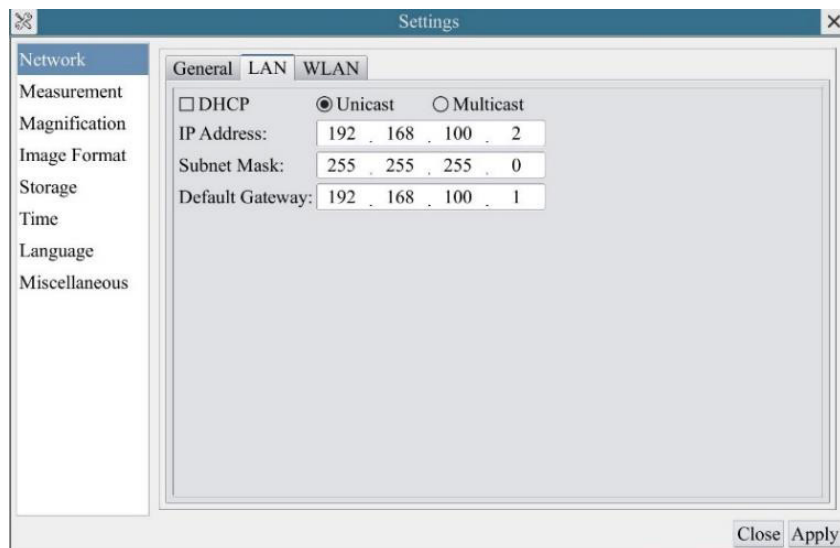 Settings
Network
Measurement
Magnification
Image Format
Storage
Time
Language
Miscellaneous
General LAN WLAN
DHCP Unicast Multicast
IP Address: 192 . 168 . 100 . 2
Subnet Mask: 255 . 255 . 255 . 0
Default Gateway: 192 . 168 . 100 . 1
Close Apply